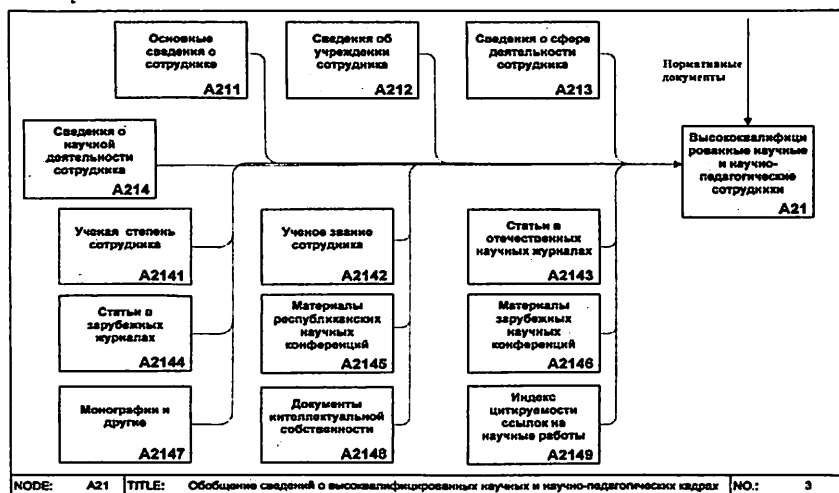 Основные
сведения о
сотруднике
A211
Сведения об
учреждении
сотрудника
A212
Сведения о сфере
деятельности
сотрудника
A213
Нормативные
документы
Сведения о
научной
деятельности
сотрудника
A214
Высококвалифици
рованные научные
и научно-
педагогические
сотрудники
A21
Ученая степень
сотрудника
A2141
Ученое звание
сотрудника
A2142
Статьи в
отечественных
научных журналах
A2143
Статьи в
зарубежных
журналах
A2144
Материалы
республиканских
научных
конференций
A2145
Материалы
зарубежных
научных
конференций
A2146
Монографии и
другие
A2147
Документы
интеллектуальной
собственности
A2148
Индекс
цитируемости
ссылок на
научные работы
A2149
NODE: A21 TITLE: Обобщение сведений о высоквалифицированных научных и научно-педагогических кадрах NO.: 3